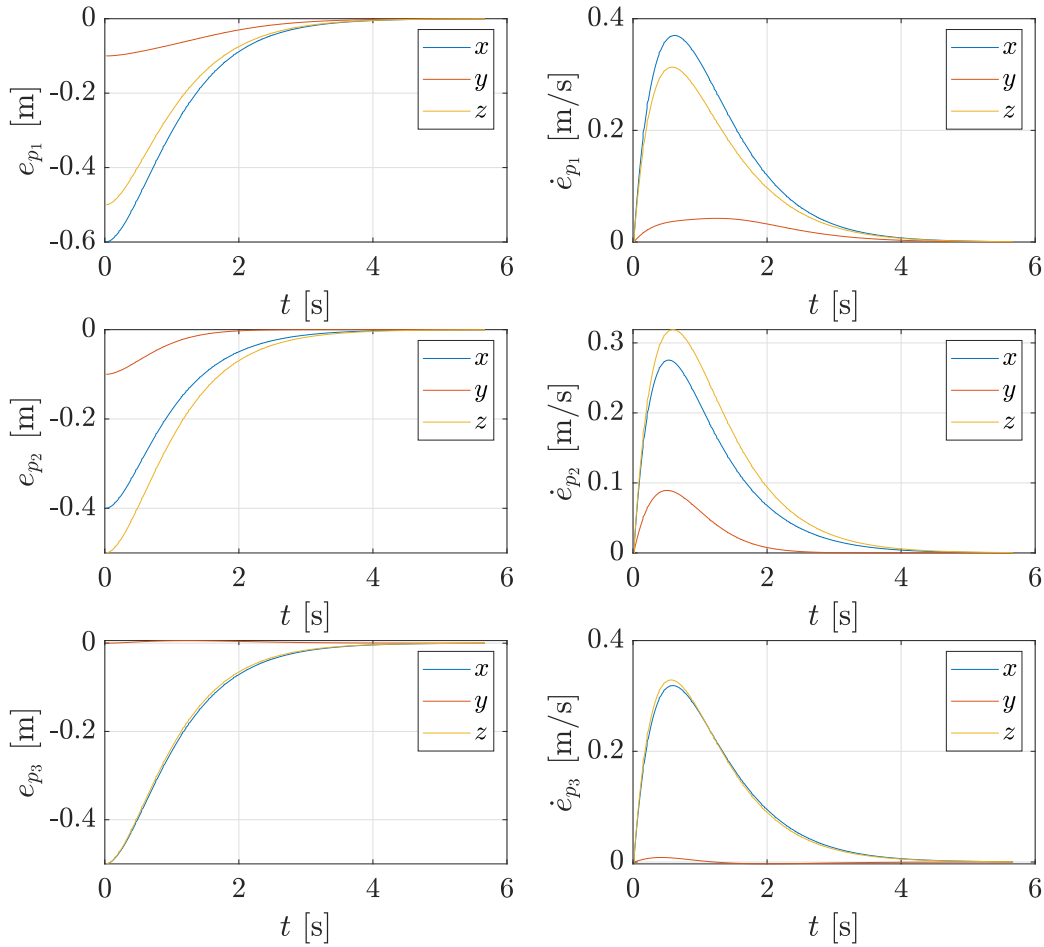 0
-0.2
-0.4
-0.6
e_{p_1} [m]
x
y
z
0 2 4 6
t [s]
0.4
0.2
0
ė_{p_1} [m/s]
x
y
z
0 2 4 6
t [s]
0
-0.2
-0.4
e_{p_2} [m]
x
y
z
0 2 4 6
t [s]
0.3
0.2
0.1
0
ė_{p_2} [m/s]
x
y
z
0 2 4 6
t [s]
0
-0.2
-0.4
e_{p_3} [m]
x
y
z
0 2 4 6
t [s]
0.4
0.2
0
ė_{p_3} [m/s]
x
y
z
0 2 4 6
t [s]